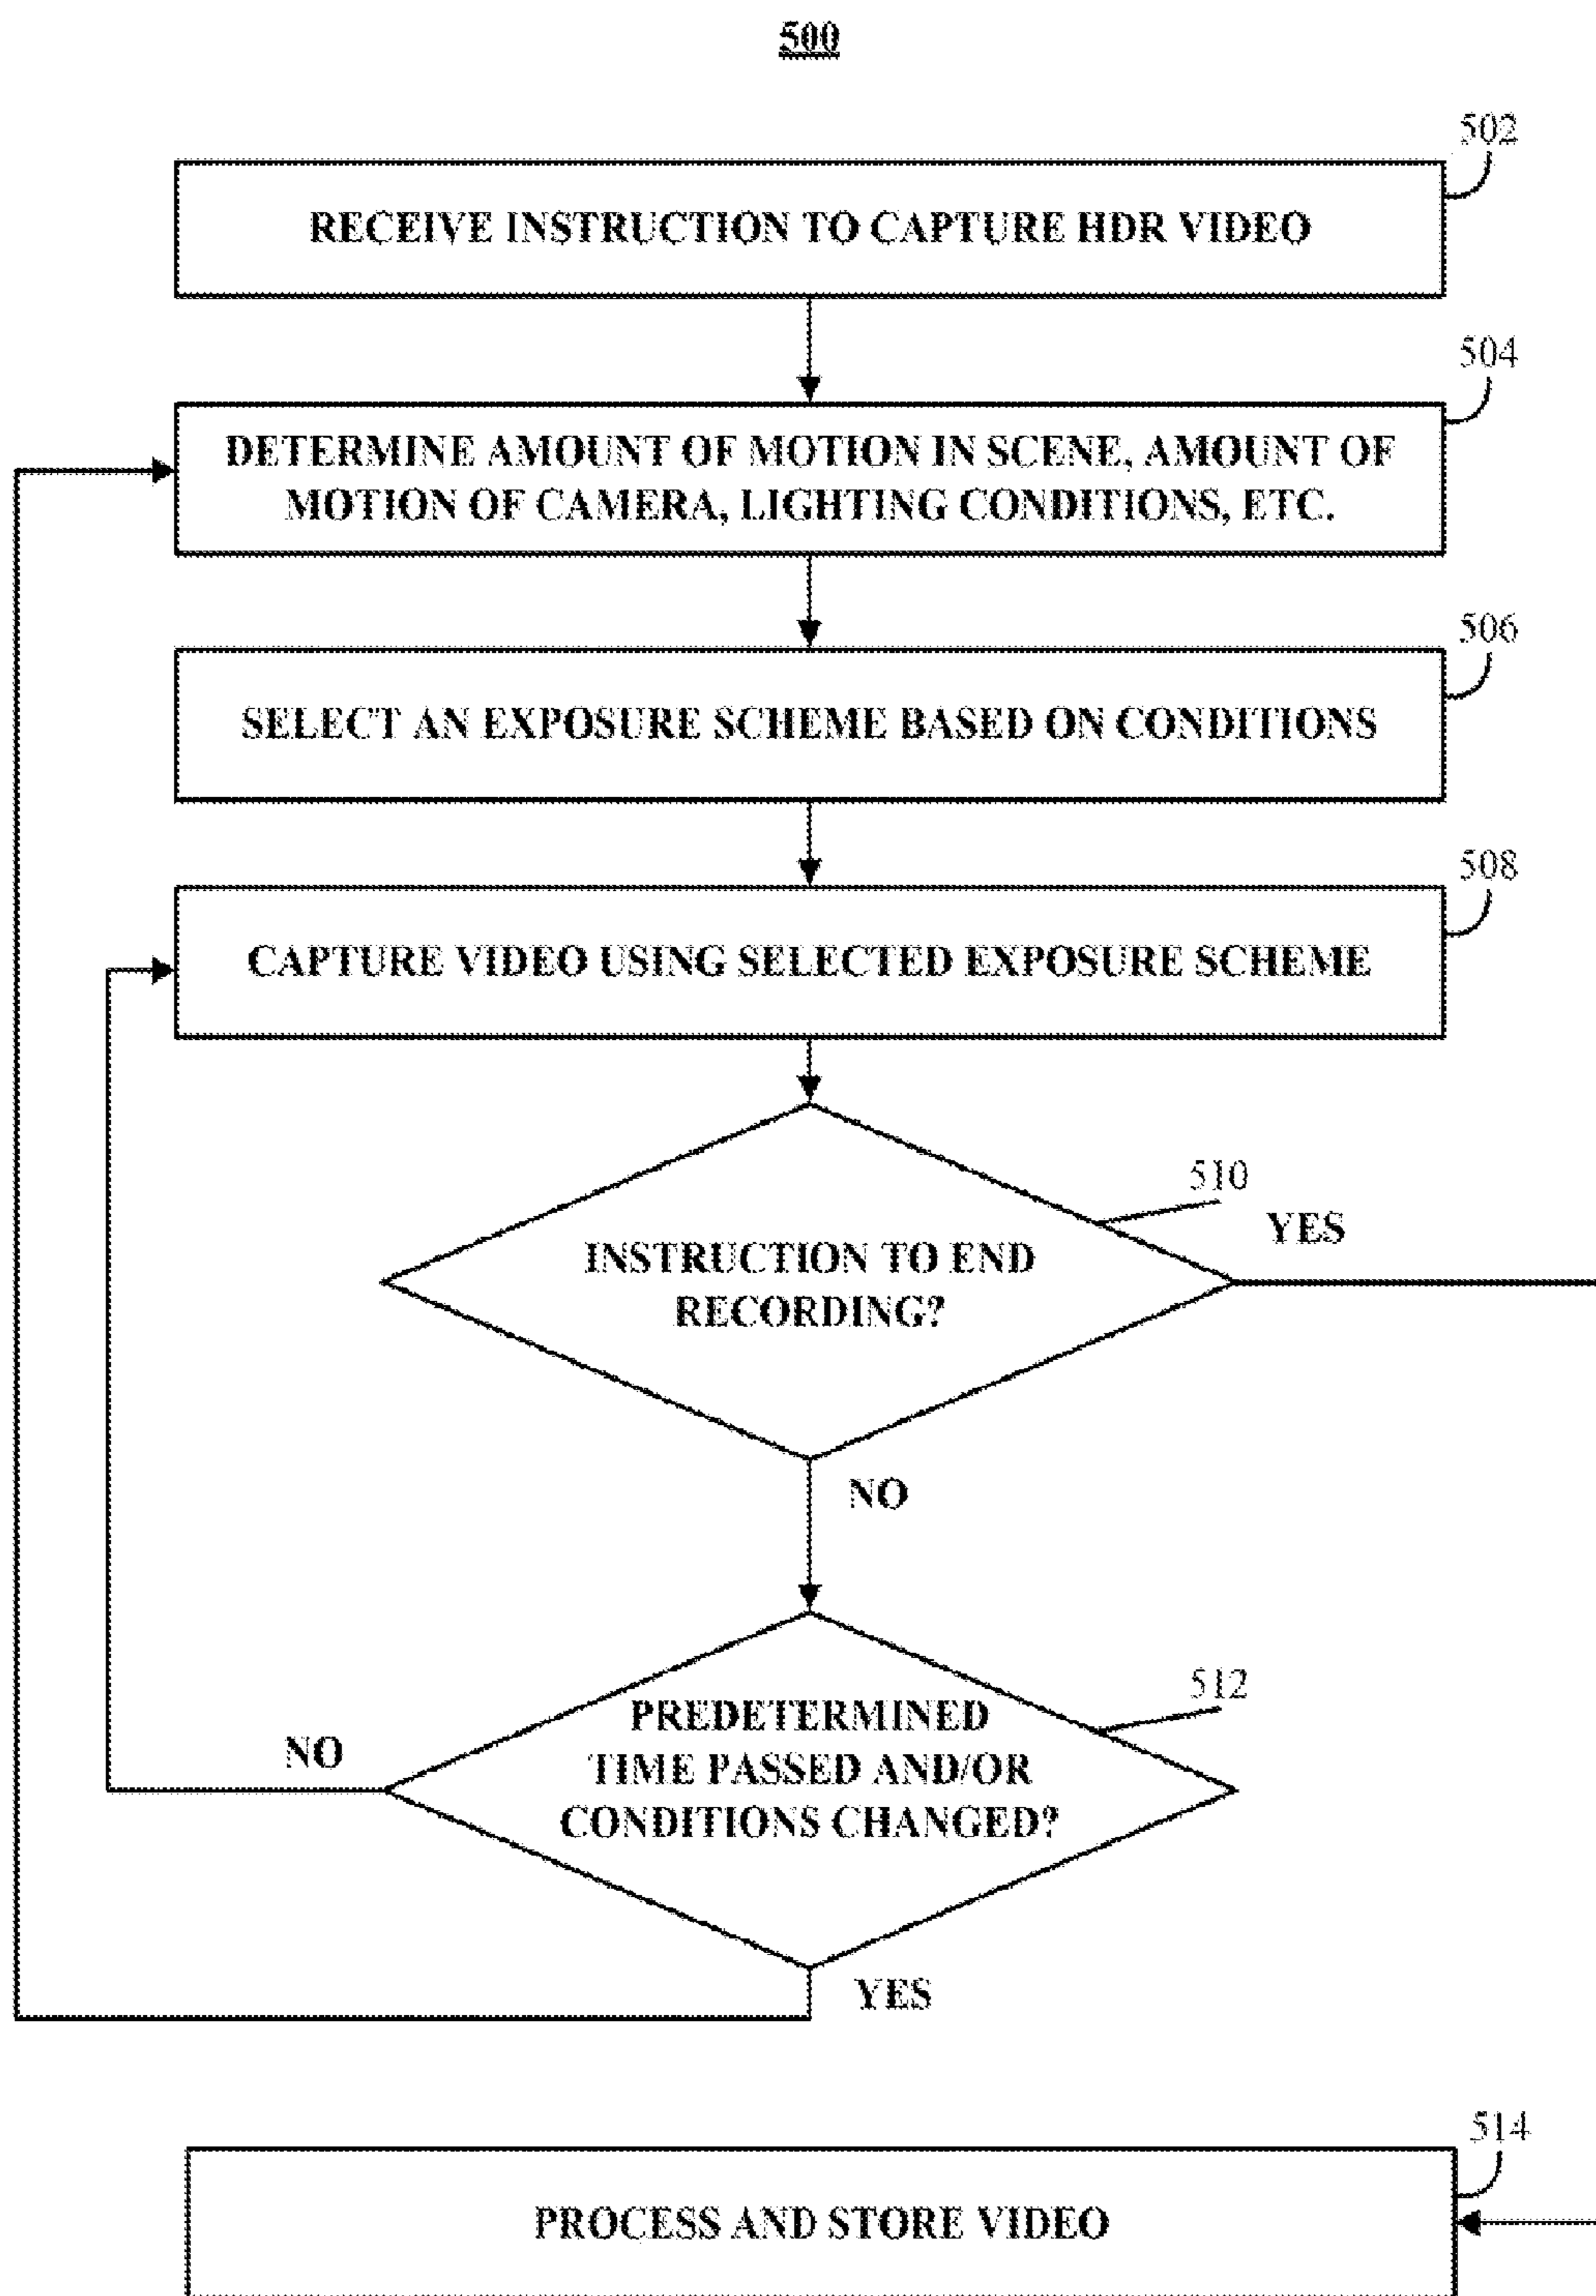 500
502
RECEIVE INSTRUCTION TO CAPTURE HDR VIDEO
504
DETERMINE AMOUNT OF MOTION IN SCENE, AMOUNT OF
MOTION OF CAMERA, LIGHTING CONDITIONS, ETC.
506
SELECT AN EXPOSURE SCHEME BASED ON CONDITIONS
508
CAPTURE VIDEO USING SELECTED EXPOSURE SCHEME
510
YES
INSTRUCTION TO END
RECORDING?
NO
512
PREDETERMINED
TIME PASSED AND/OR
CONDITIONS CHANGED?
NO
YES
514
PROCESS AND STORE VIDEO